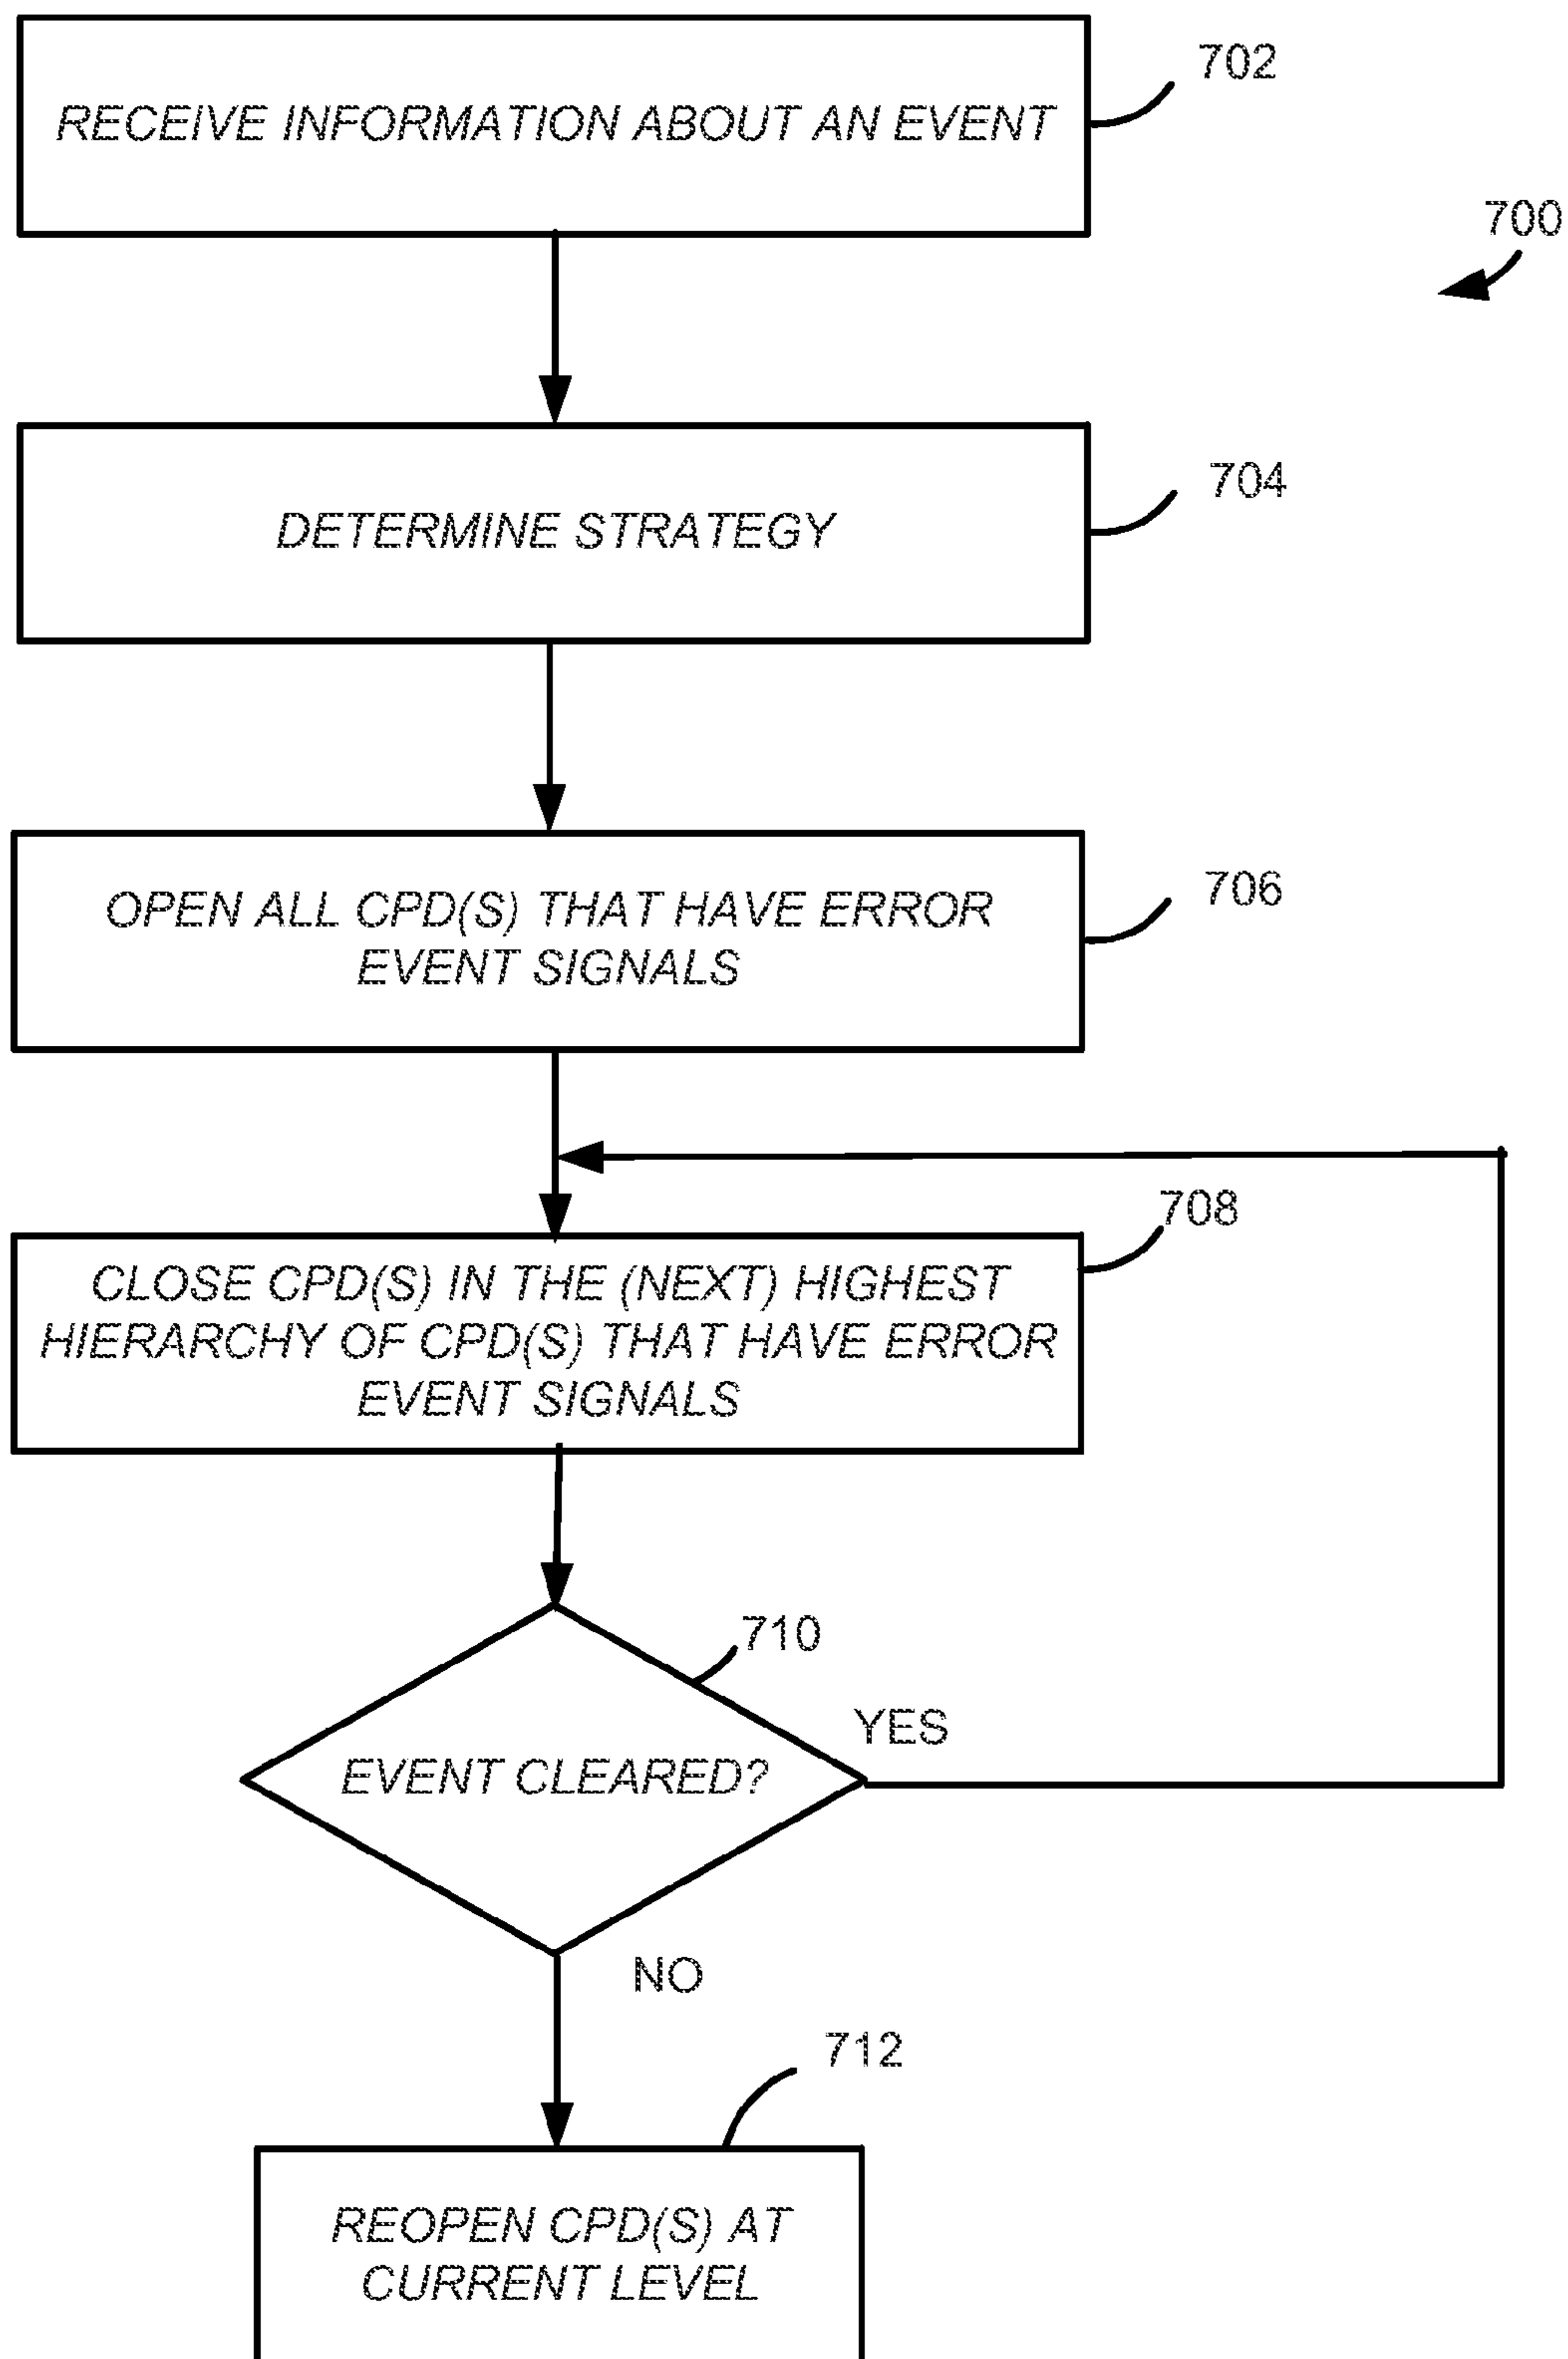 702
RECEIVE INFORMATION ABOUT AN EVENT
700
704
DETERMINE STRATEGY
706
OPEN ALL CPD(S) THAT HAVE ERROR
EVENT SIGNALS
708
CLOSE CPD(S) IN THE (NEXT) HIGHEST
HIERARCHY OF CPD(S) THAT HAVE ERROR
EVENT SIGNALS
710
YES
EVENT CLEARED?
NO
712
REOPEN CPD(S) AT
CURRENT LEVEL